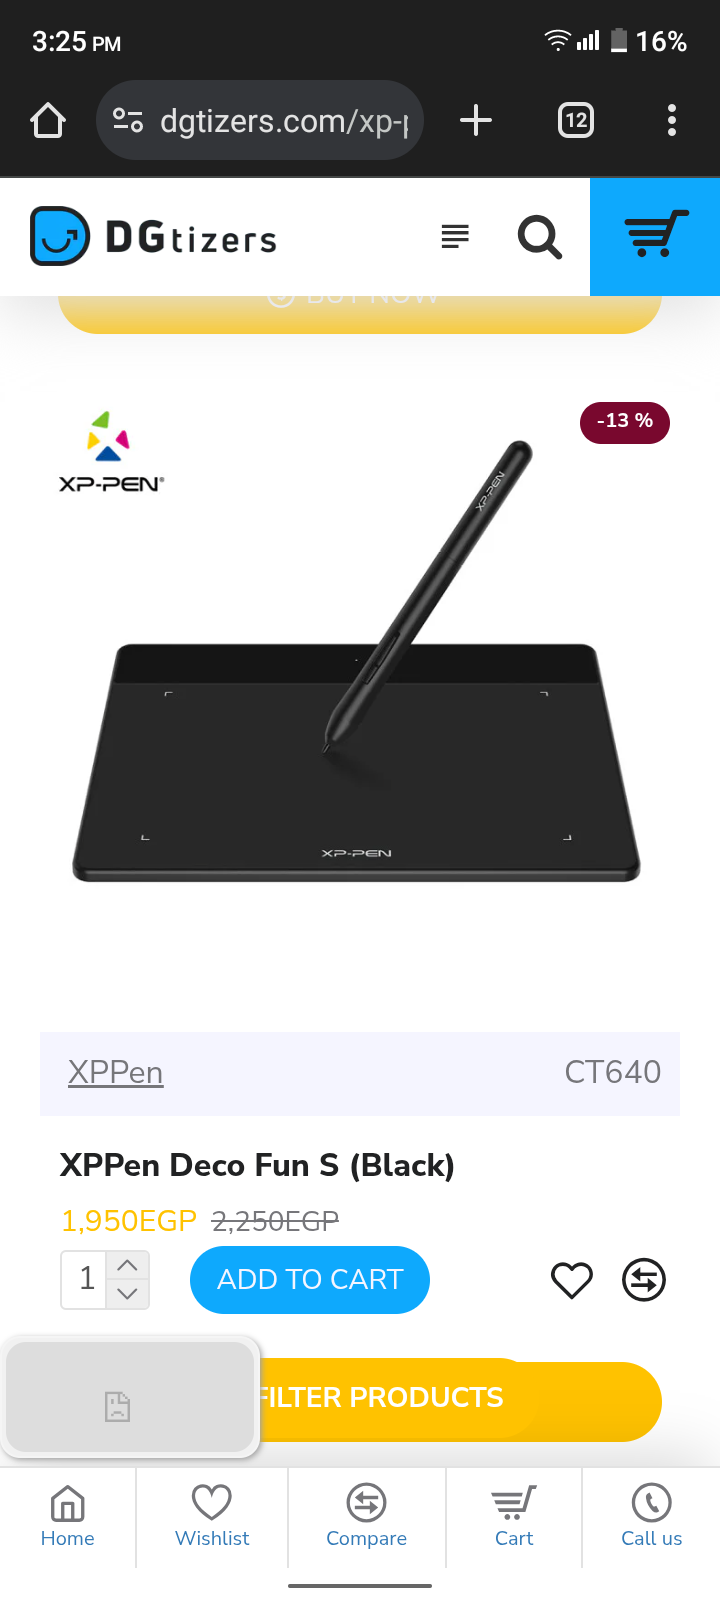 3:25 PM
16%
dgtizers.com/xp-p
12
DGtizers
BUY NOW
XP-PEN®
-13 %
XP-PEN
XP-PEN
XPPen
CT640
XPPen Deco Fun S (Black)
1,950EGP 2,250EGP
1
ADD TO CART
FILTER PRODUCTS
Home
Wishlist
Compare
Cart
Call us